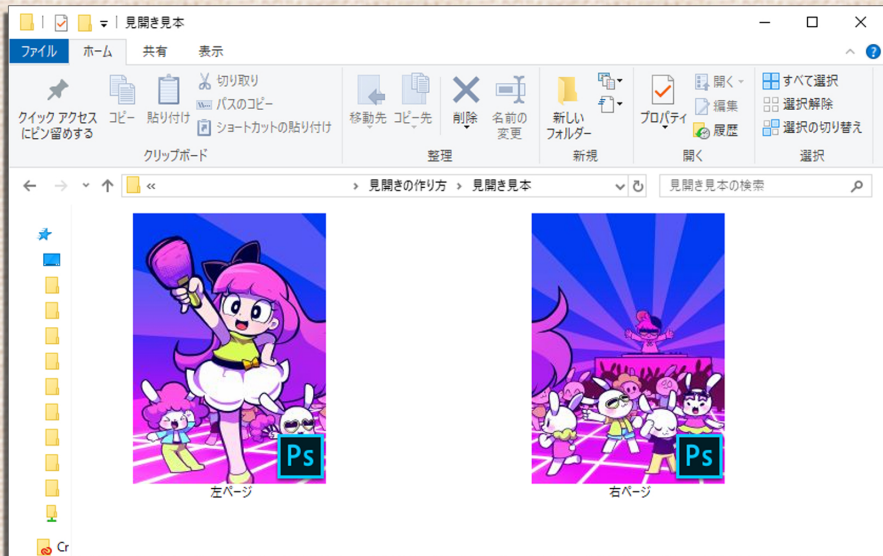 見開き見本
ファイル ホーム 共有 表示
クイック アクセス
にピン留めする
コピー
貼り付け
切り取り
パスのコピー
ショートカットの貼り付け
クリップボード
移動先
コピー先
削除
名前の
変更
整理
新しい
フォルダー
新規
プロパティ
開く
編集
履歴
開く
すべて選択
選択解除
選択の切り替え
選択
« › 見開きの作り方 › 見開き見本
見開き見本の検索
Ps
Ps
左ページ
右ページ
Cr